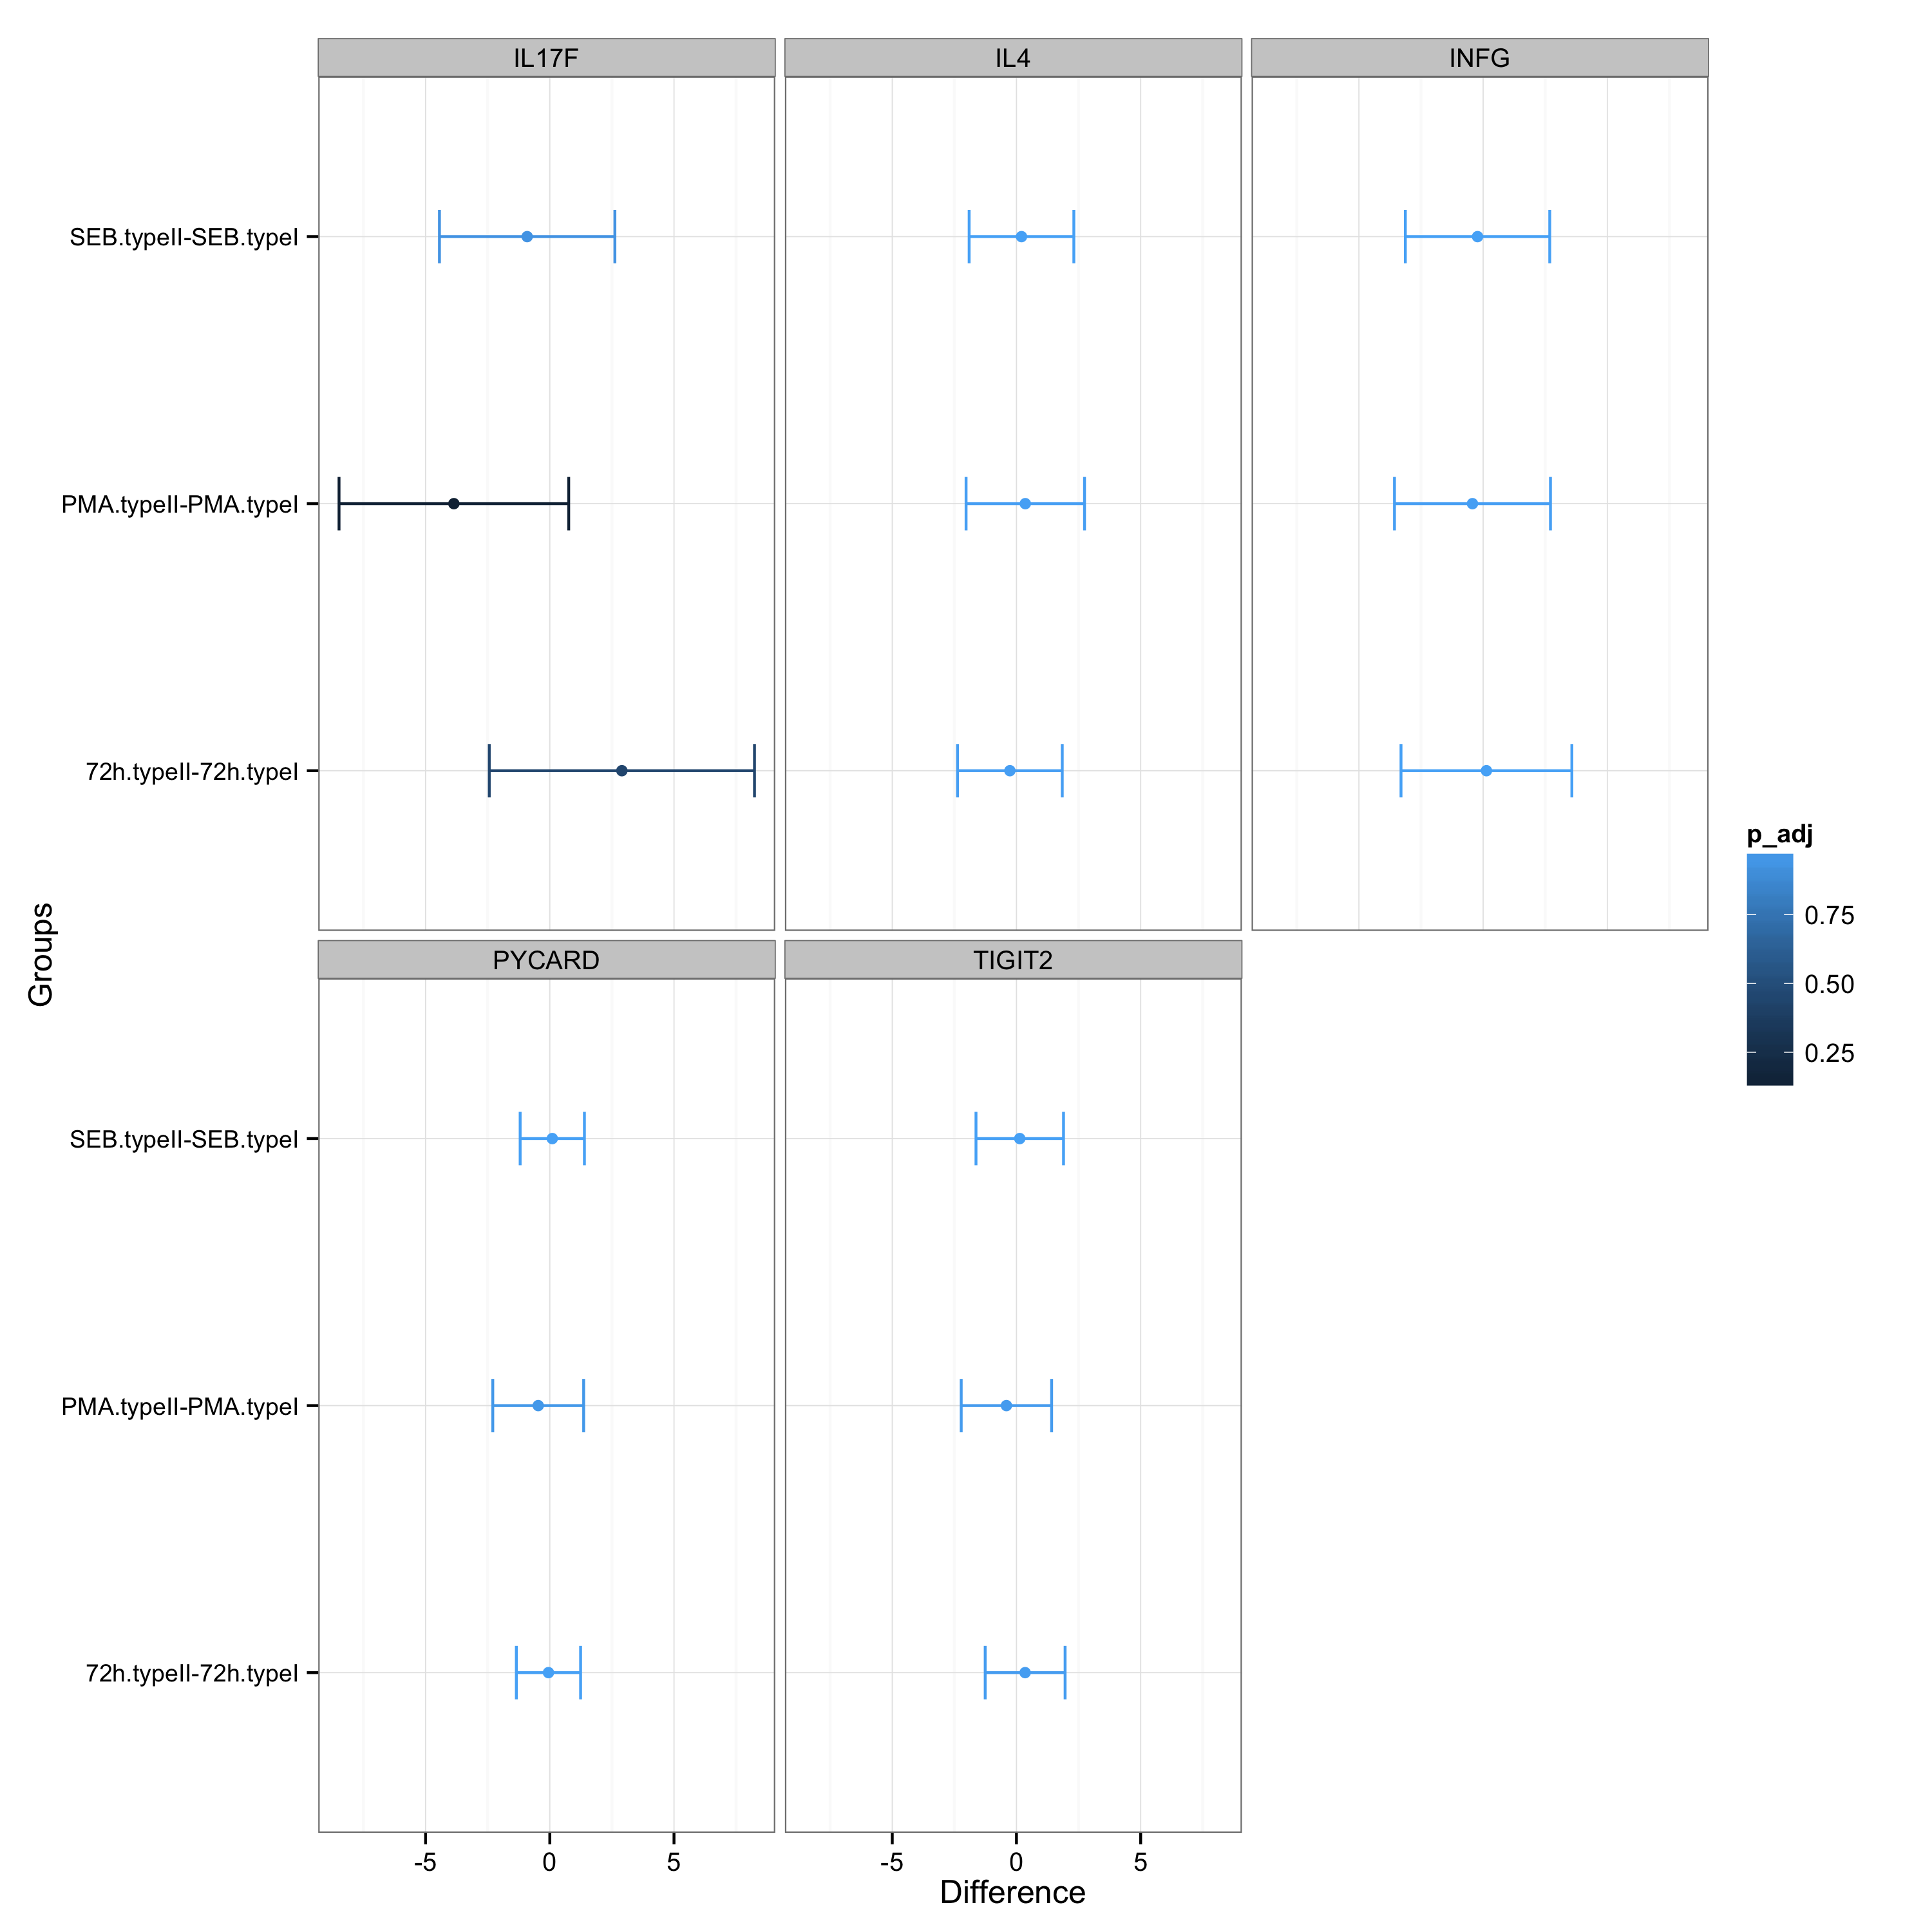 IL17F IL4 INFG
SEB.typeII-SEB.typeI
PMA.typeII-PMA.typeI
72h.typeII-72h.typeI
p_adj
0.75
0.50
0.25
Groups
PYCARD TIGIT2
SEB.typeII-SEB.typeI
PMA.typeII-PMA.typeI
72h.typeII-72h.typeI
-5 0 5 -5 0 5
Difference